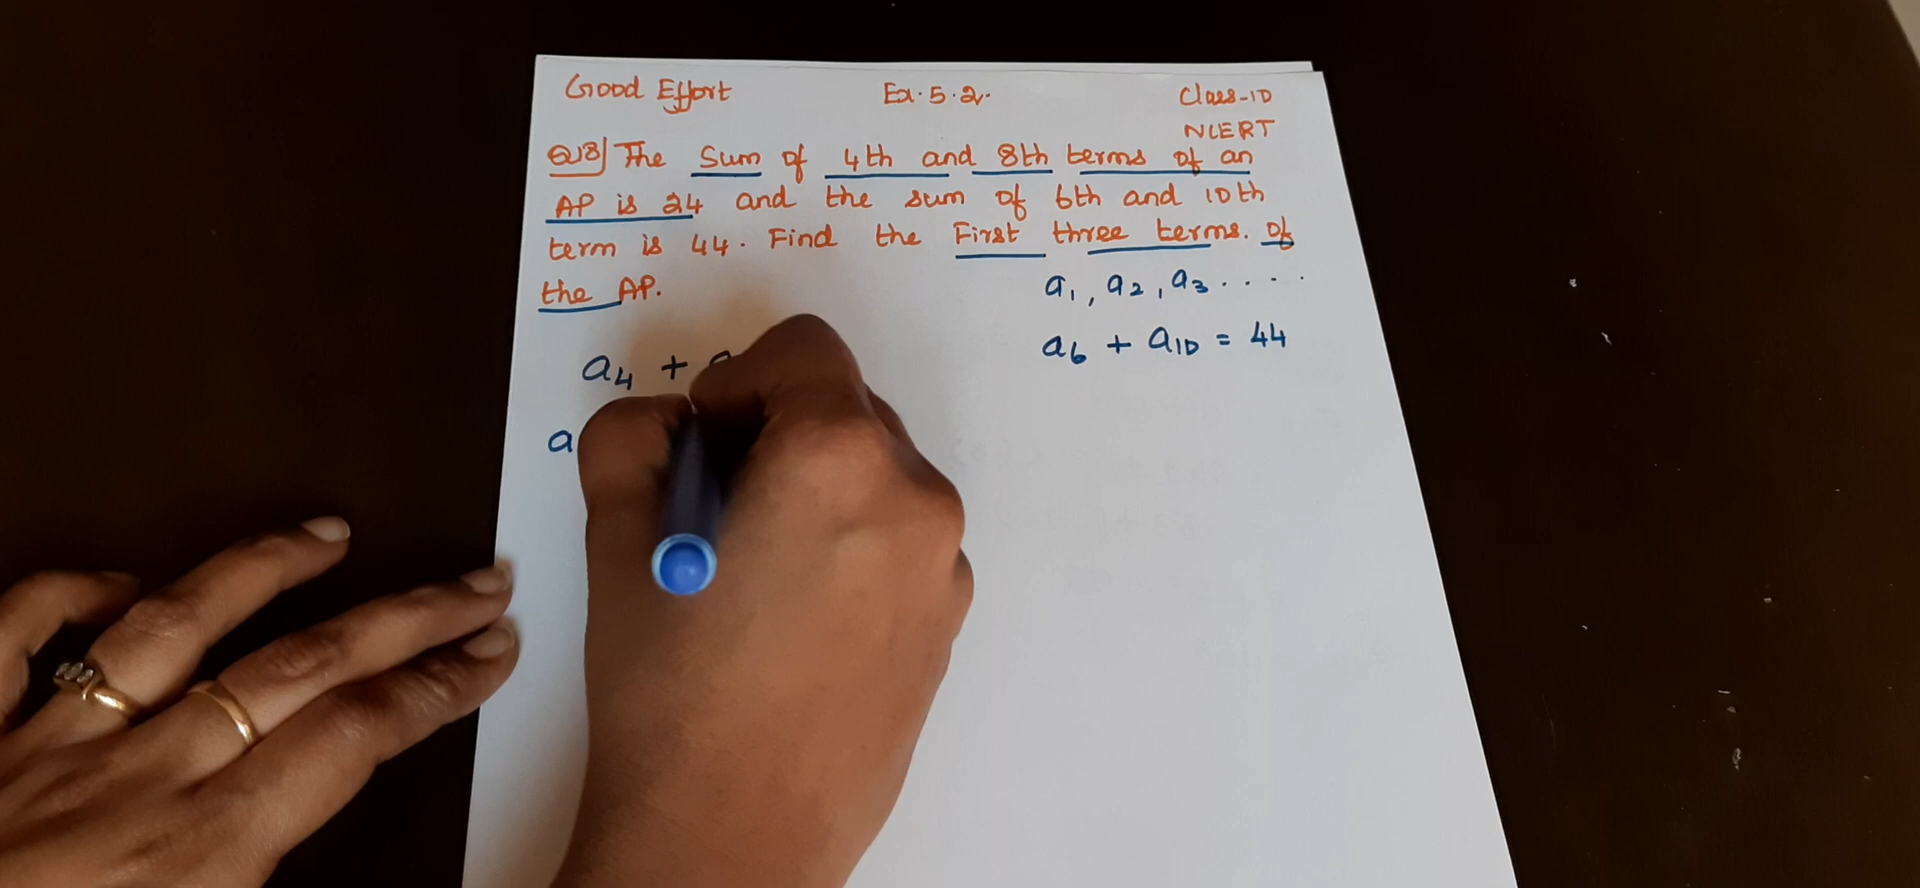 Good Effort Ex. 5.2. Class-10
NCERT
Q18) The Sum of 4th and 8th terms of an
AP is 24 and the sum of 6th and 10th
term is 44. Find the First three terms. of
the AP.
a1, a2, a3 . . . .
a4 + a
a6 + a10 = 44
a